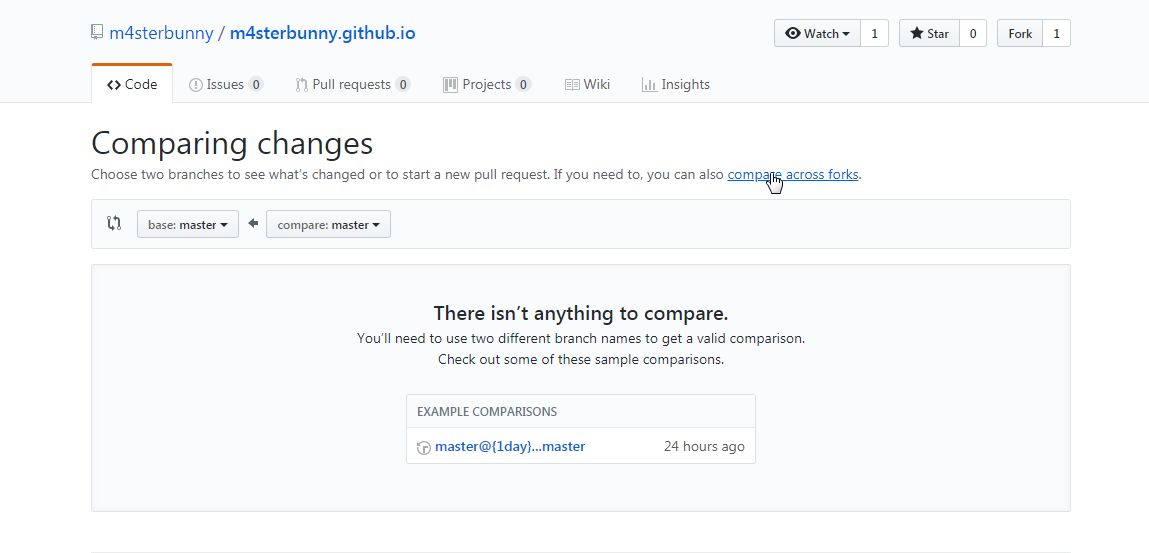 m4sterbunny / m4sterbunny.github.io
Watch 1 Star 0 Fork 1
Code Issues 0 Pull requests 0 Projects 0 Wiki Insights
Comparing changes
Choose two branches to see what's changed or to start a new pull request. If you need to, you can also compare across forks.
base: master compare: master
There isn't anything to compare.
You'll need to use two different branch names to get a valid comparison.
Check out some of these sample comparisons.
EXAMPLE COMPARISONS
master@{1day}...master 24 hours ago